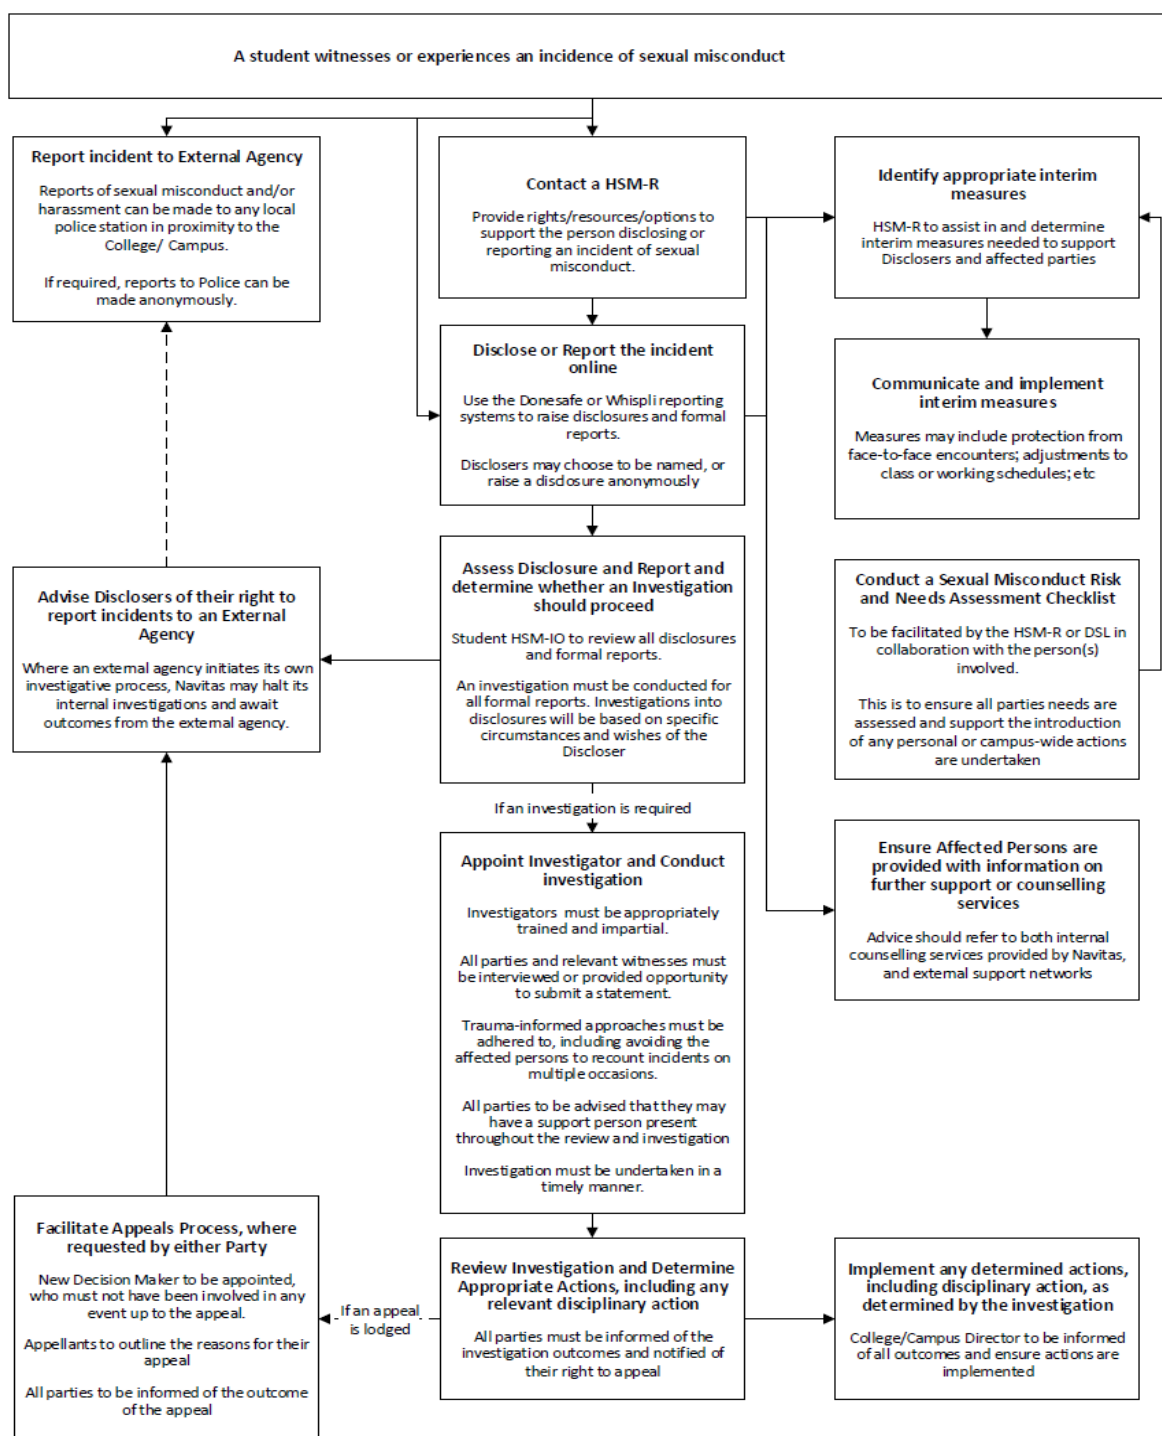 A student witnesses or experiences an incidence of sexual misconduct
Report incident to External Agency
Reports of sexual misconduct and/or
harassment can be made to any local
police station in proximity to the
College/ Campus.
If required, reports to Police can be
made anonymously.
Contact a HSM-R
Provide rights/resources/options to
support the person disclosing or
reporting an incident of sexual
misconduct.
Identify appropriate interim
measures
HSM-R to assist in and determine
interim measures needed to support
Disclosers and affected parties
Disclose or Report the incident
online
Use the Donesafe or Whispli reporting
systems to raise disclosures and formal
reports.
Disclosers may choose to be named, or
raise a disclosure anonymously
Communicate and implement
interim measures
Measures may include protection from
face-to-face encounters; adjustments to
class or working schedules; etc
Advise Disclosers of their right to
report incidents to an External
Agency
Where an external agency initiates its own
investigative process, Navitas may halt its
internal investigations and await
outcomes from the external agency.
Assess Disclosure and Report and
determine whether an Investigation
should proceed
Student HSM-IO to review all disclosures
and formal reports.
An investigation must be conducted for
all formal reports. Investigations into
disclosures will be based on specific
circumstances and wishes of the
Discloser
Conduct a Sexual Misconduct Risk
and Needs Assessment Checklist
To be facilitated by the HSM-R or DSL in
collaboration with the person(s)
involved.
This is to ensure all parties needs are
assessed and support the introduction
of any personal or campus-wide actions
are undertaken
If an investigation is required
Appoint Investigator and Conduct
investigation
Investigators must be appropriately
trained and impartial.
All parties and relevant witnesses must
be interviewed or provided opportunity
to submit a statement.
Trauma-informed approaches must be
adhered to, including avoiding the
affected persons to recount incidents on
multiple occasions.
All parties to be advised that they may
have a support person present
throughout the review and investigation
Investigation must be undertaken in a
timely manner.
Ensure Affected Persons are
provided with information on
further support or counselling
services
Advice should refer to both internal
counselling services provided by Navitas,
and external support networks
Facilitate Appeals Process, where
requested by either Party
New Decision Maker to be appointed,
who must not have been involved in any
event up to the appeal.
Appellants to outline the reasons for their
appeal
All parties to be informed of the outcome
of the appeal
If an appeal
is lodged
Review Investigation and Determine
Appropriate Actions, including any
relevant disciplinary action
All parties must be informed of the
investigation outcomes and notified of
their right to appeal
Implement any determined actions,
including disciplinary action, as
determined by the investigation
College/Campus Director to be informed
of all outcomes and ensure actions are
implemented